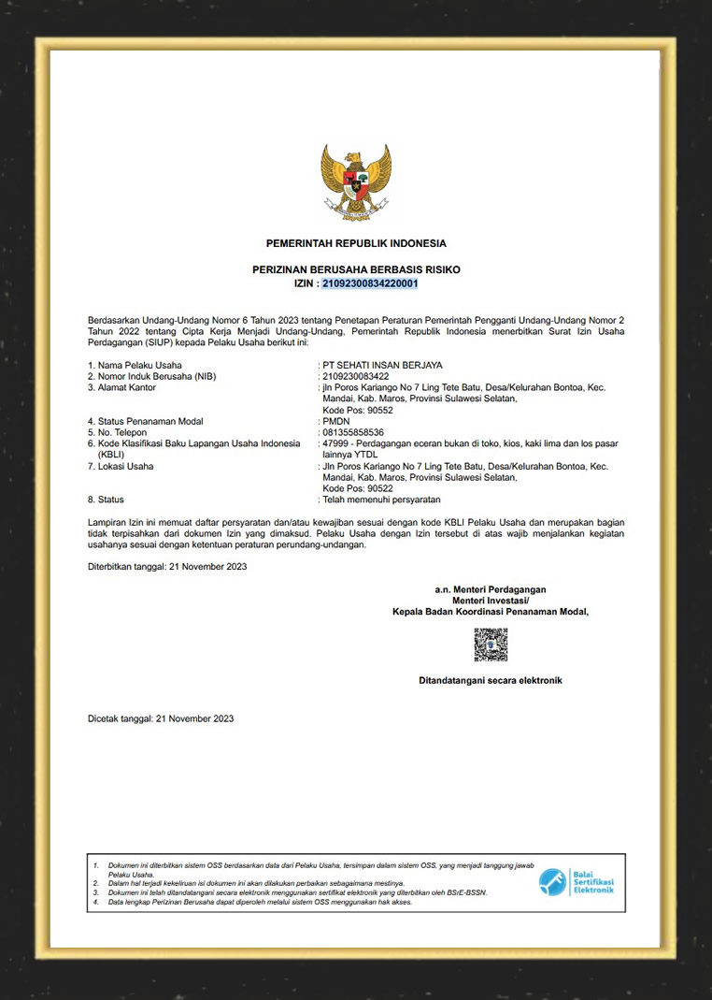 PEMERINTAH REPUBLIK INDONESIA
PERIZINAN BERUSAHA BERBASIS RISIKO
IZIN : 21092300834220001
Berdasarkan Undang-Undang Nomor 6 Tahun 2023 tentang Penetapan Peraturan Pemerintah Pengganti Undang-Undang Nomor 2
Tahun 2022 tentang Cipta Kerja Menjadi Undang-Undang, Pemerintah Republik Indonesia menerbitkan Surat Izin Usaha
Perdagangan (SIUP) kepada Pelaku Usaha berikut ini:
1. Nama Pelaku Usaha : PT SEHATI INSAN BERJAYA
2. Nomor Induk Berusaha (NIB) : 2109230083422
3. Alamat Kantor : jln Poros Kariango No 7 Ling Tete Batu, Desa/Kelurahan Bontoa, Kec.
Mandai, Kab. Maros, Provinsi Sulawesi Selatan,
Kode Pos: 90552
4. Status Penanaman Modal : PMDN
5. No. Telepon : 081355858536
6. Kode Klasifikasi Baku Lapangan Usaha Indonesia : 47999 - Perdagangan eceran bukan di toko, kios, kaki lima dan los pasar
(KBLI) lainnya YTDL
7. Lokasi Usaha : Jln Poros Kariango No 7 Ling Tete Batu, Desa/Kelurahan Bontoa, Kec.
Mandai, Kab. Maros, Provinsi Sulawesi Selatan,
Kode Pos: 90522
8. Status : Telah memenuhi persyaratan
Lampiran Izin ini memuat daftar persyaratan dan/atau kewajiban sesuai dengan kode KBLI Pelaku Usaha dan merupakan bagian
tidak terpisahkan dari dokumen Izin yang dimaksud. Pelaku Usaha dengan Izin tersebut di atas wajib menjalankan kegiatan
usahanya sesuai dengan ketentuan peraturan perundang-undangan.
Diterbitkan tanggal: 21 November 2023
a.n. Menteri Perdagangan
Menteri Investasi/
Kepala Badan Koordinasi Penanaman Modal,
Ditandatangani secara elektronik
Dicetak tanggal: 21 November 2023
1. Dokumen ini diterbitkan sistem OSS berdasarkan data dari Pelaku Usaha, tersimpan dalam sistem OSS, yang menjadi tanggung jawab
Pelaku Usaha.
2. Dalam hal terjadi kekeliruan isi dokumen ini akan dilakukan perbaikan sebagaimana mestinya.
3. Dokumen ini telah ditandatangani secara elektronik menggunakan sertifikat elektronik yang diterbitkan oleh BSrE-BSSN.
4. Data lengkap Perizinan Berusaha dapat diperoleh melalui sistem OSS menggunakan hak akses.
Balai
Sertifikasi
Elektronik